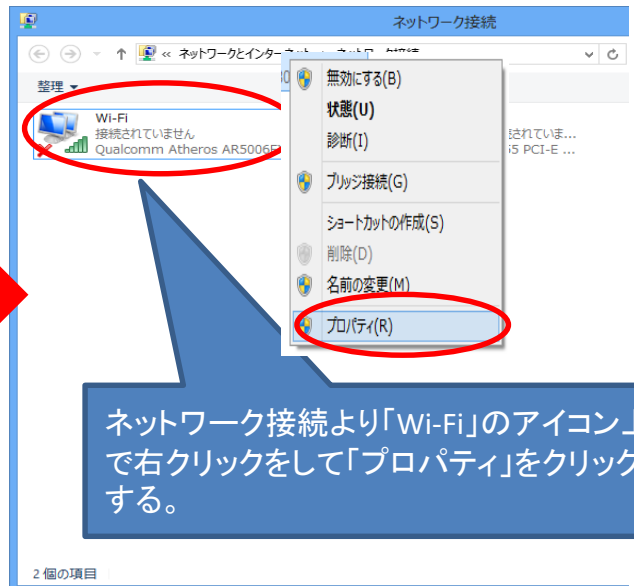 ネットワーク接続
« ネットワークとインター
整理
Wi-Fi
接続されていません
Qualcomm Atheros AR5006
されていま...
PCI-E ...
無効にする(B)
状態(U)
診断(I)
ブリッジ接続(G)
ショートカットの作成(S)
削除(D)
名前の変更(M)
プロパティ(R)
ネットワーク接続より「Wi-Fi」のアイコン」
で右クリックをして「プロパティ」をクリック
する。
2 個の項目